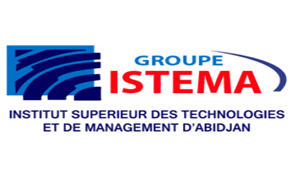 GROUPE
ISTEMA
INSTITUT SUPERIEUR DES TECHNOLOGIES
ET DE MANAGEMENT D'ABIDJAN